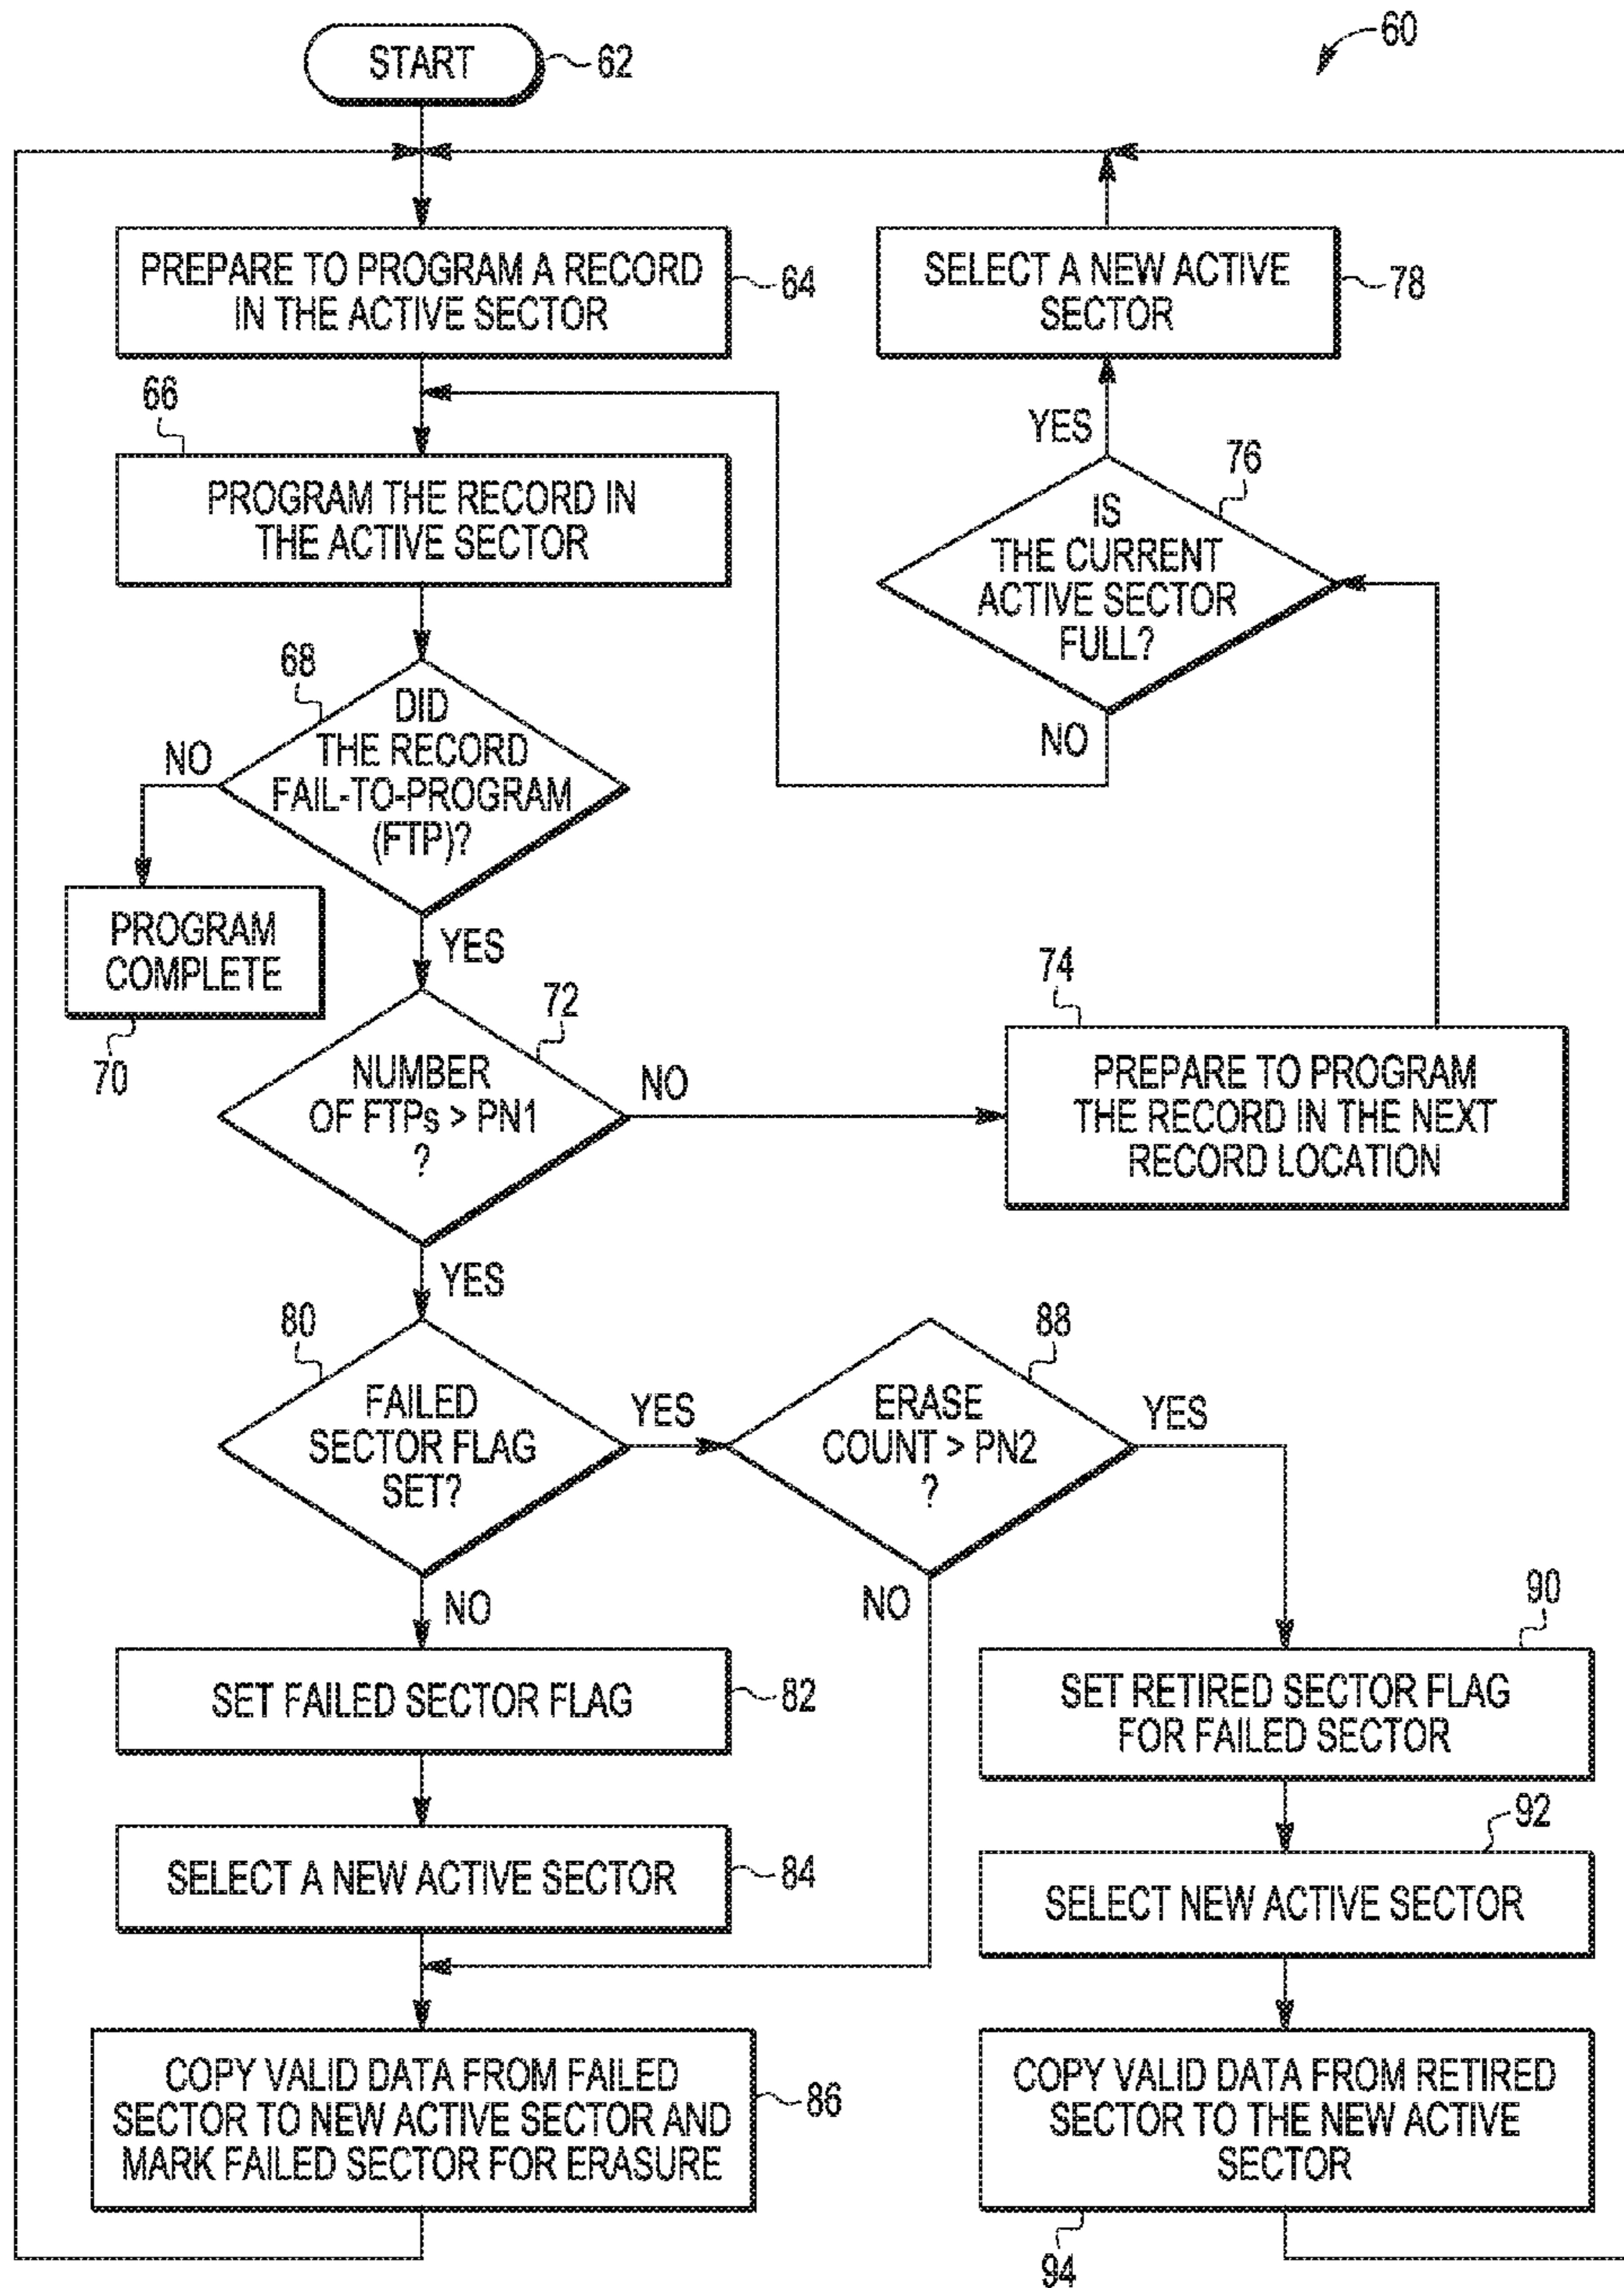 60
START
62
PREPARE TO PROGRAM A RECORD
IN THE ACTIVE SECTOR
64
SELECT A NEW ACTIVE
SECTOR
78
66
PROGRAM THE RECORD IN
THE ACTIVE SECTOR
YES
76
IS
THE CURRENT
ACTIVE SECTOR
FULL?
NO
68
DID
THE RECORD
FAIL-TO-PROGRAM
(FTP)?
NO
YES
PROGRAM
COMPLETE
70
72
NUMBER
OF FTPs > PN1
?
NO
74
PREPARE TO PROGRAM
THE RECORD IN THE NEXT
RECORD LOCATION
YES
80
FAILED
SECTOR FLAG
SET?
YES
88
ERASE
COUNT > PN2
?
YES
NO
NO
SET FAILED SECTOR FLAG
82
90
SET RETIRED SECTOR FLAG
FOR FAILED SECTOR
SELECT A NEW ACTIVE SECTOR
84
92
SELECT NEW ACTIVE SECTOR
COPY VALID DATA FROM FAILED
SECTOR TO NEW ACTIVE SECTOR AND
MARK FAILED SECTOR FOR ERASURE
86
COPY VALID DATA FROM RETIRED
SECTOR TO THE NEW ACTIVE
SECTOR
94